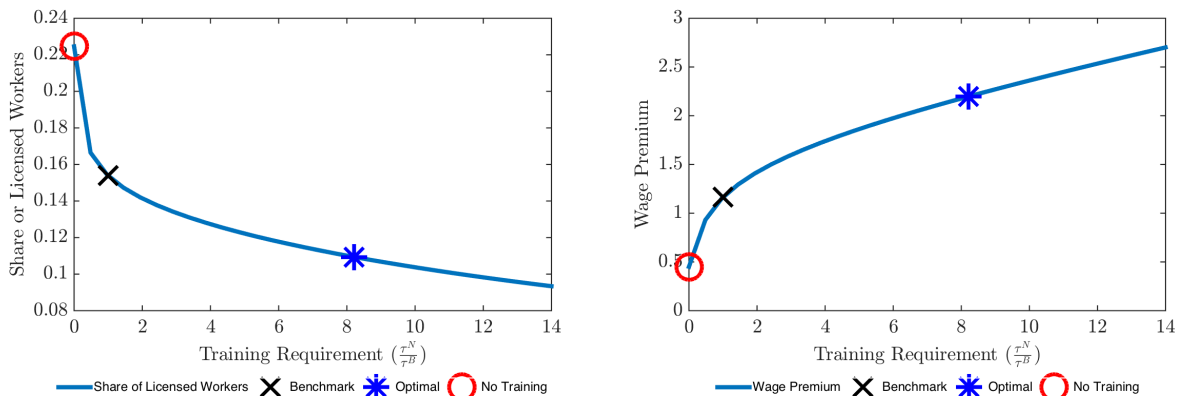 0.24
0.22
0.2
0.18
0.16
0.14
0.12
0.1
0.08
Share or Licensed Workers
0 2 4 6 8 10 12 14
Training Requirement (τ^N/τ^B)
Share of Licensed Workers Benchmark Optimal No Training
3
2.5
2
1.5
1
0.5
0
Wage Premium
0 2 4 6 8 10 12 14
Training Requirement (τ^N/τ^B)
Wage Premium Benchmark Optimal No Training